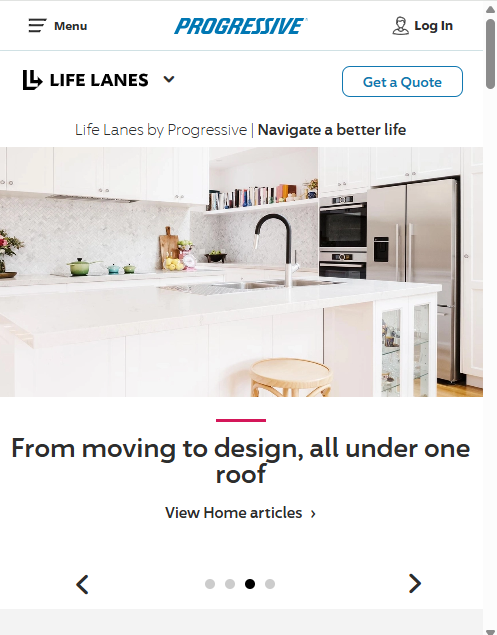 Menu
PROGRESSIVE
Log In
LIFE LANES
Get a Quote
Life Lanes by Progressive | Navigate a better life
From moving to design, all under one
roof
View Home articles ›